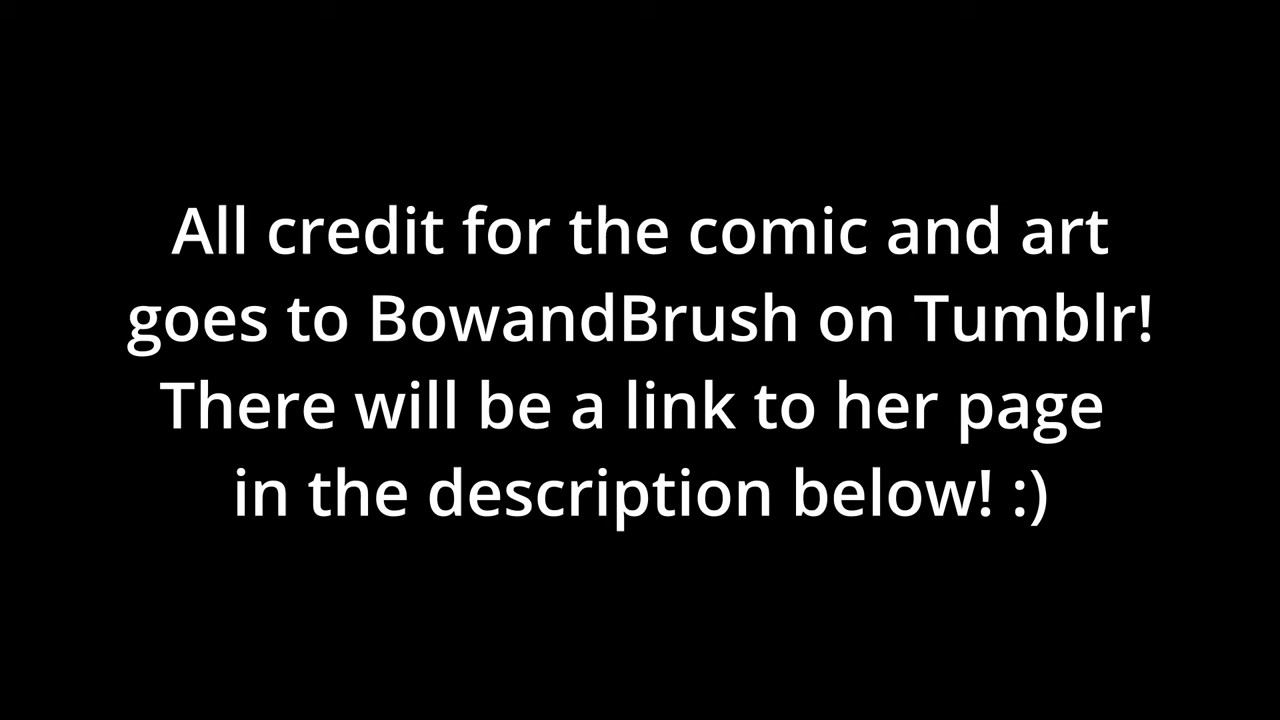 All credit for the comic and art
goes to BowandBrush on Tumblr!
There will be a link to her page
in the description below! :)